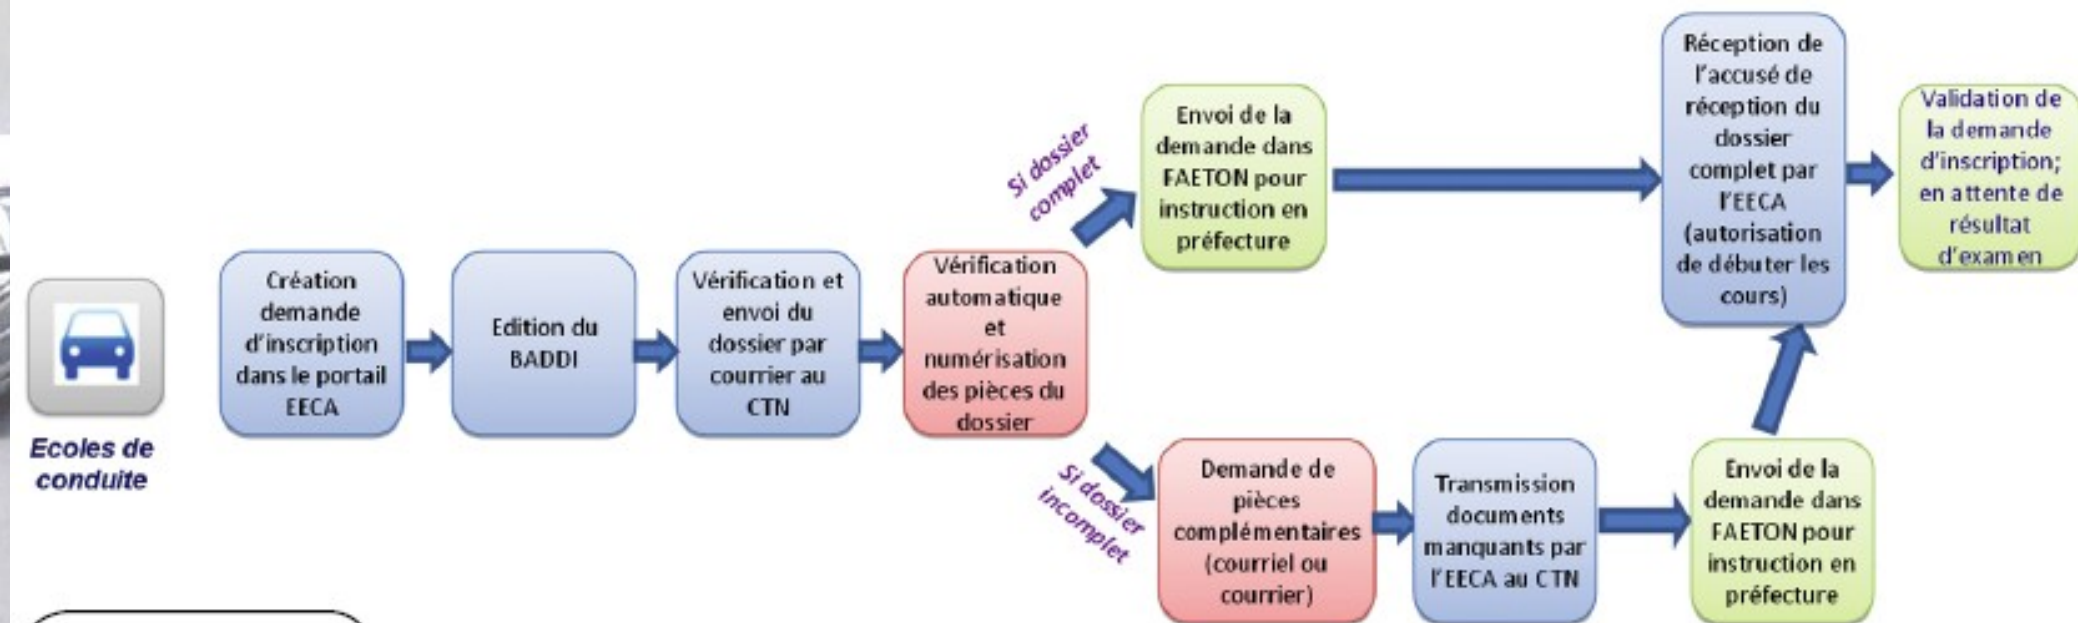 Ecoles de
conduite
Création
demande
d'inscription
dans le portail
EECA
Edition du
BADDI
Vérification et
envoi du
dossier par
courrier au
CTN
Vérification
automatique
et
numérisation
des pièces du
dossier
Si dossier
complet
Envoi de la
demande dans
FAETON pour
instruction en
préfecture
Si dossier
incomplet
Demande de
pièces
complémentaires
(courriel ou
courrier)
Transmission
documents
manquants par
l'EECA au CTN
Envoi de la
demande dans
FAETON pour
instruction en
préfecture
Réception de
l'accusé de
réception du
dossier
complet par
l'EECA
(autorisation
de débuter les
cours)
Validation de
la demande
d'inscription;
en attente de
résultat
d'examen